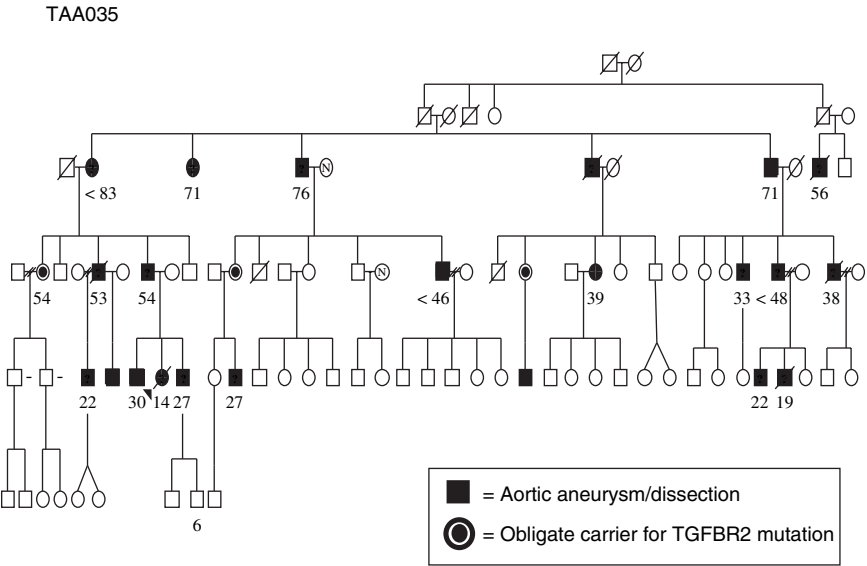 TAA035
N
< 83 71 76 71 56
N
54 53 54 < 46 39 33 < 48 38
- -
22 30 14 27 27 22 19
6
= Aortic aneurysm/dissection
= Obligate carrier for TGFBR2 mutation